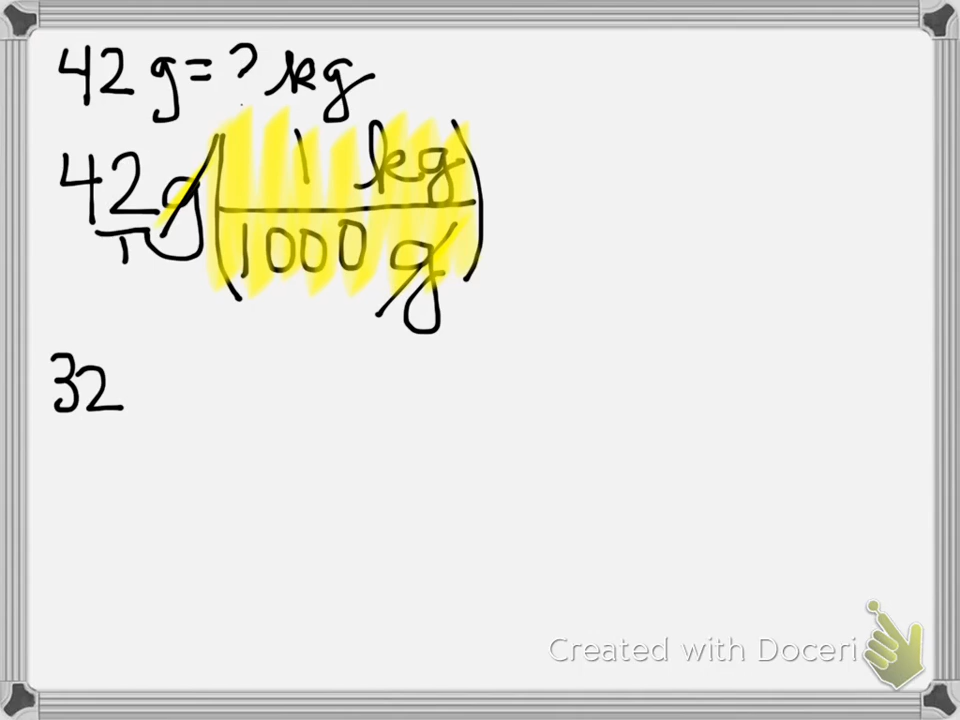 42 g = ? kg
42 g ( 1 kg / 1000 g )
1
32
Created with Doceri